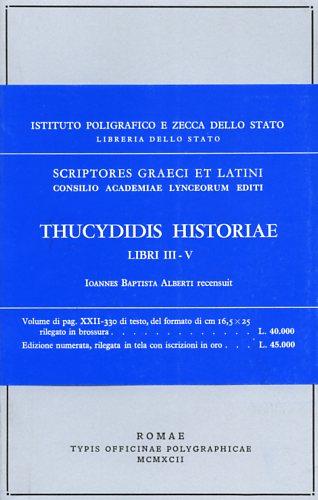 ISTITUTO POLIGRAFICO E ZECCA DELLO STATO
LIBRERIA DELLO STATO
SCRIPTORES GRAECI ET LATINI
CONSILIO ACADEMIAE LYNCEORUM EDITI
THUCYDIDIS HISTORIAE
LIBRI III-V
IOANNES BAPTISTA ALBERTI recensuit
Volume di pag. XXII-330 di testo, del formato di cm 16,5 × 25
rilegato in brossura . . . . . . . . . . . . . L. 40.000
Edizione numerata, rilegata in tela con iscrizioni in oro . . . L. 45.000
ROMAE
TYPIS OFFICINAE POLYGRAPHICAE
MCMXCII